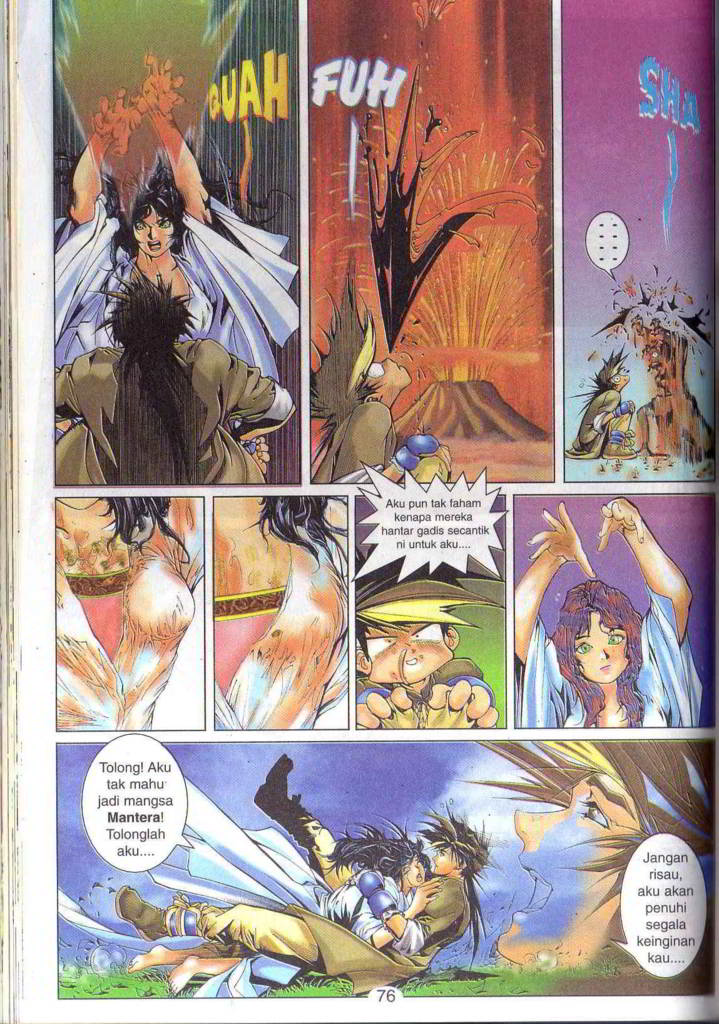 GUAH
!
FUH
!
SHA
!
......
Aku pun tak faham
kenapa mereka
hantar gadis secantik
ni untuk aku....
Tolong! Aku
tak mahu
jadi mangsa
Mantera!
Tolonglah
aku....
Jangan
risau,
aku akan
penuhi
segala
keinginan
kau....
76